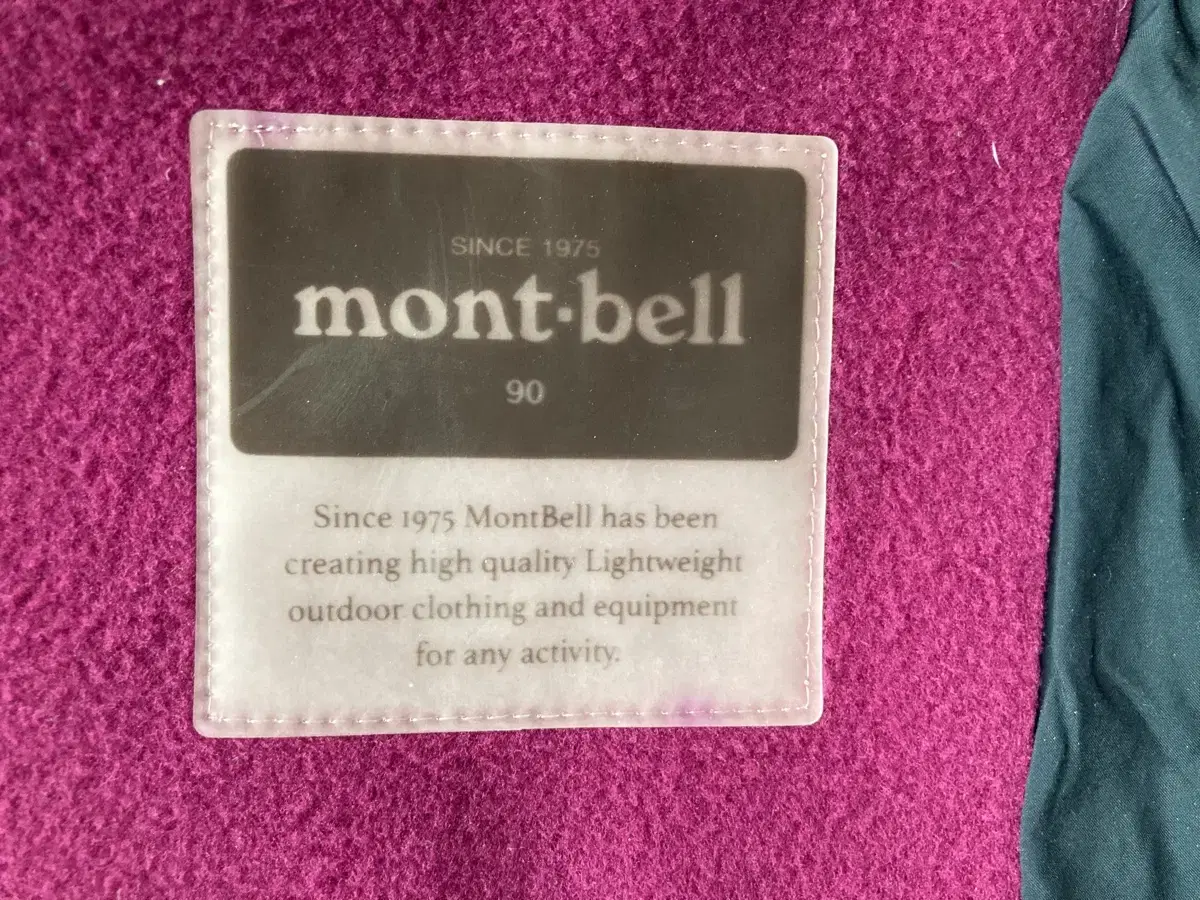 SINCE 1975
mont·bell
90
Since 1975 MontBell has been
creating high quality Lightweight
outdoor clothing and equipment
for any activity.